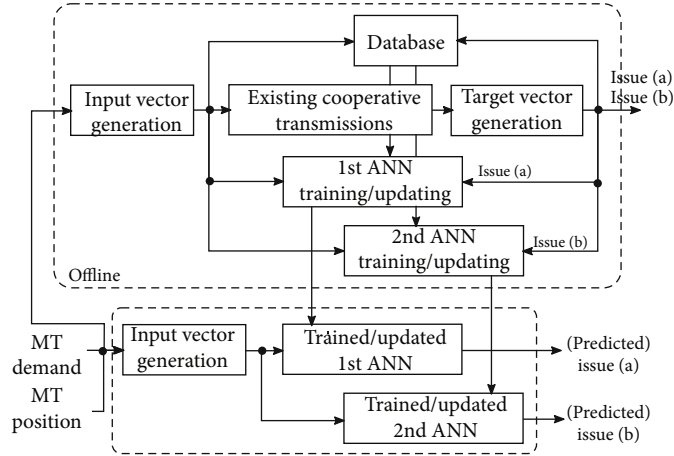 Database
Issue (a)
Issue (b)
Input vector
generation
Existing cooperative
transmissions
Target vector
generation
1st ANN
training/updating
Issue (a)
2nd ANN
training/updating
Issue (b)
Offline
MT
demand
MT
position
Input vector
generation
Trained/updated
1st ANN
(Predicted)
issue (a)
Trained/updated
2nd ANN
(Predicted)
issue (b)